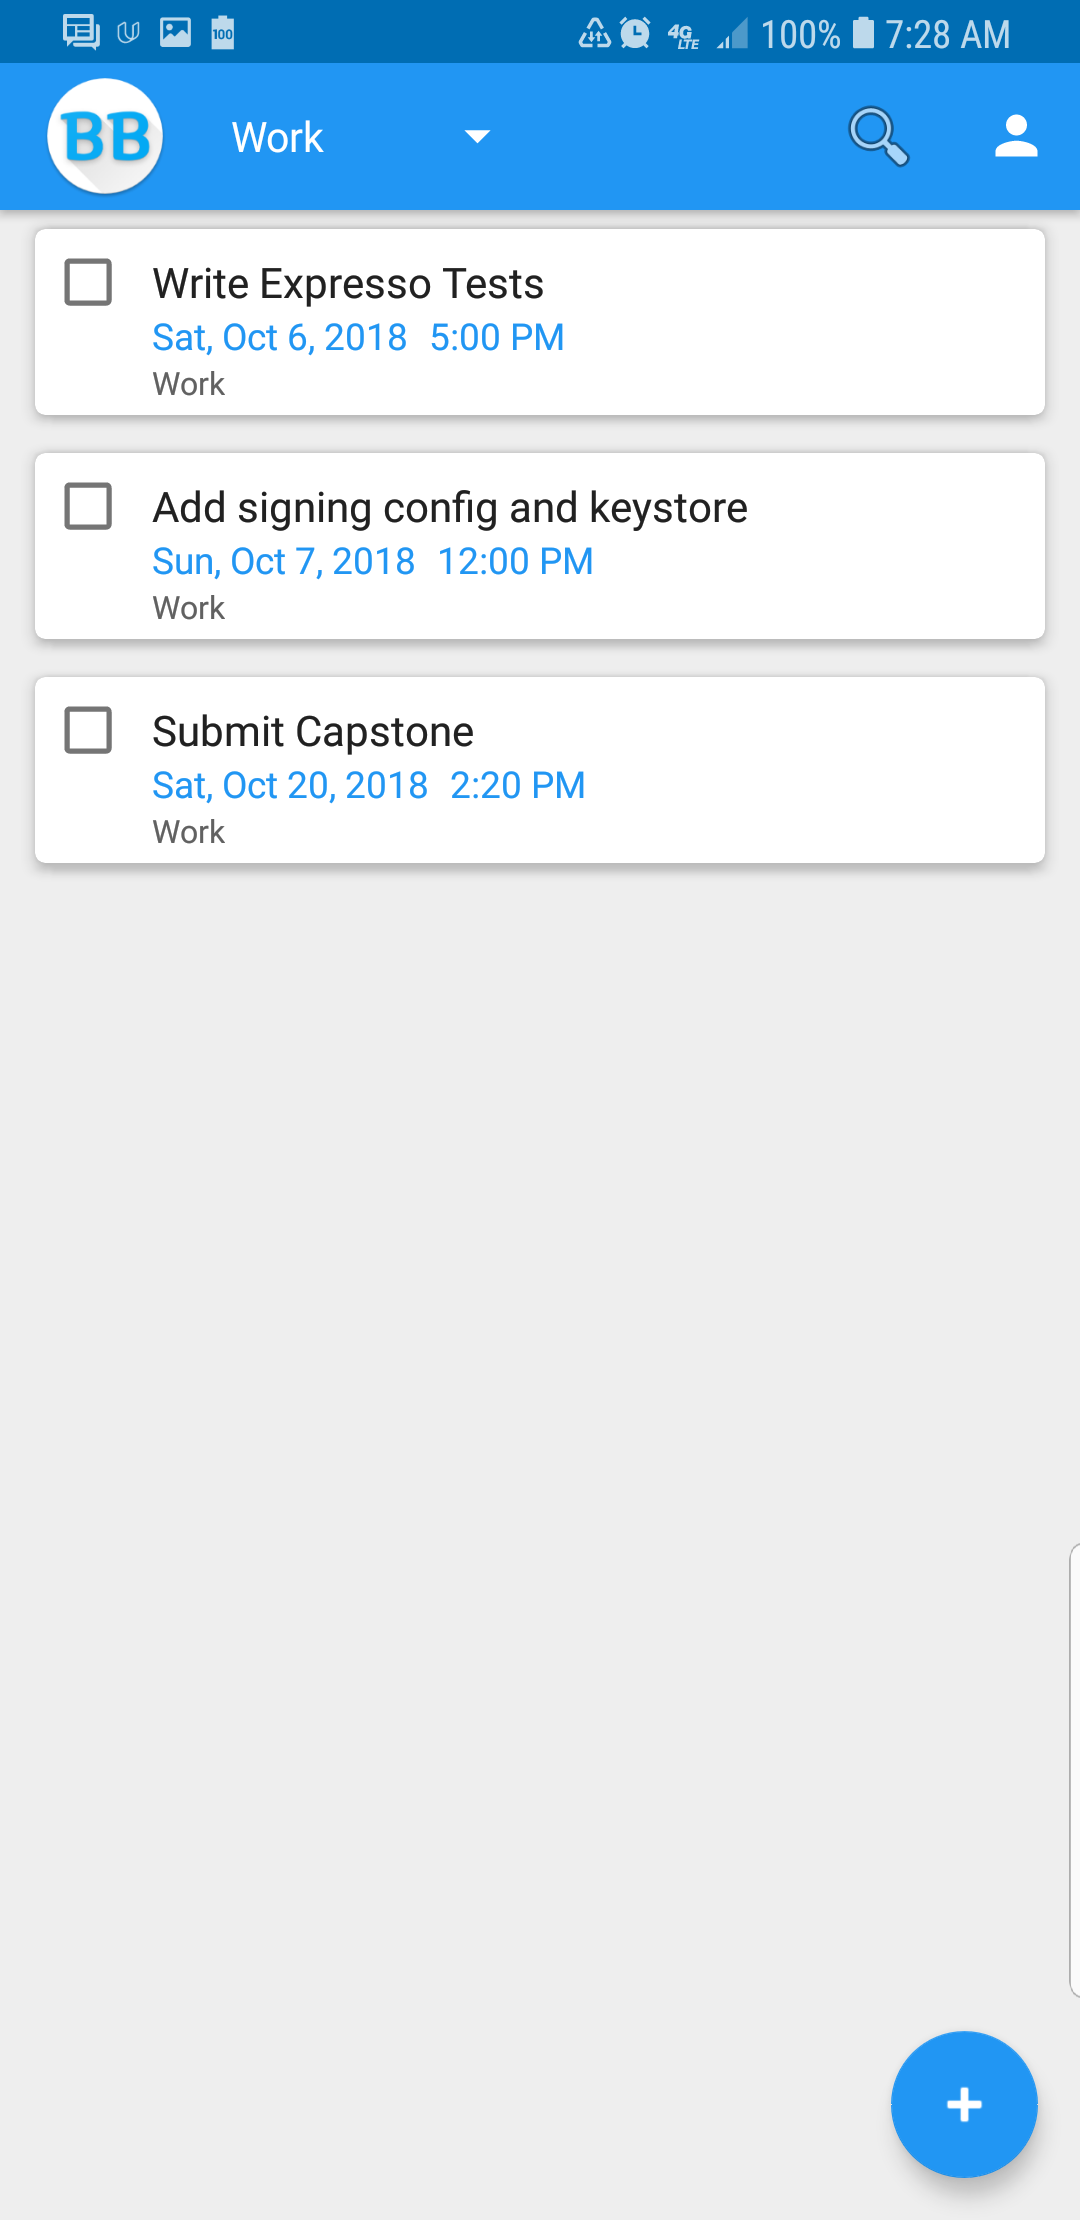 100 4G LTE 100% 7:28 AM
BB Work
Write Expresso Tests
Sat, Oct 6, 2018 5:00 PM
Work
Add signing config and keystore
Sun, Oct 7, 2018 12:00 PM
Work
Submit Capstone
Sat, Oct 20, 2018 2:20 PM
Work